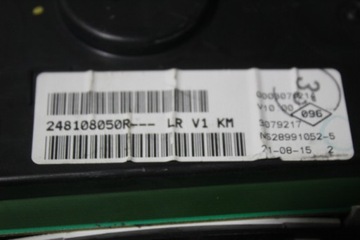 248108050R--- LR V1 KM
V10.00
096
3079217
NS28991052-5
21-08-15 2